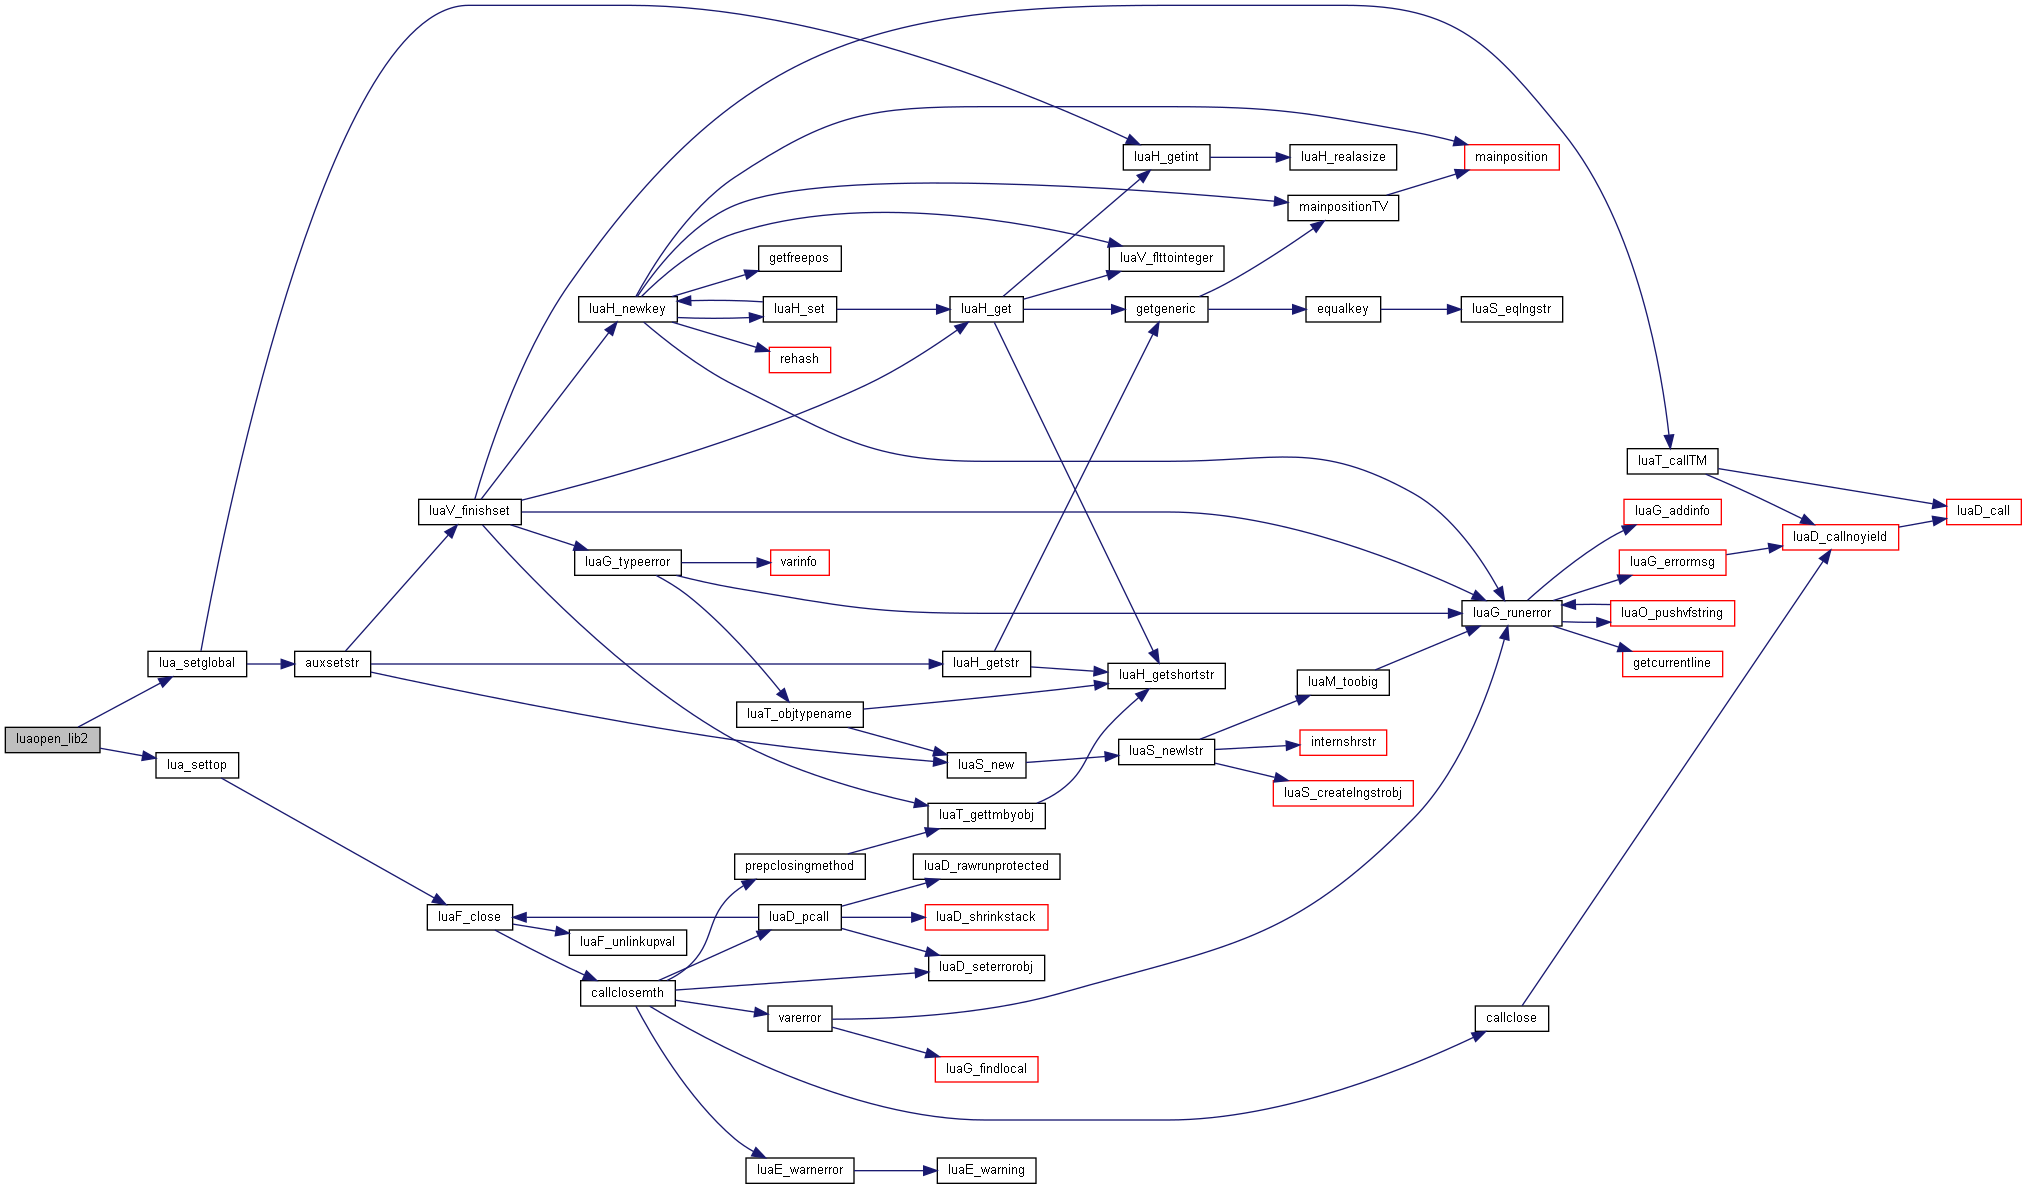 luaH_getint
luaH_realasize
mainposition
mainpositionTV
getfreepos
luaV_flttointeger
luaH_newkey
luaH_set
luaH_get
getgeneric
equalkey
luaS_eqlngstr
rehash
luaT_callTM
luaV_finishset
luaG_addinfo
luaD_call
luaD_callnoyield
luaG_typeerror
varinfo
luaG_errormsg
luaG_runerror
luaO_pushvfstring
lua_setglobal
auxsetstr
luaH_getstr
luaH_getshortstr
luaM_toobig
getcurrentline
luaT_objtypename
luaopen_lib2
lua_settop
luaS_new
luaS_newlstr
internshrstr
luaS_createlngstrobj
luaT_gettmbyobj
prepclosingmethod
luaD_rawrunprotected
luaF_close
luaD_pcall
luaD_shrinkstack
luaF_unlinkupval
luaD_seterrorobj
callclosemth
varerror
callclose
luaG_findlocal
luaE_warnerror
luaE_warning